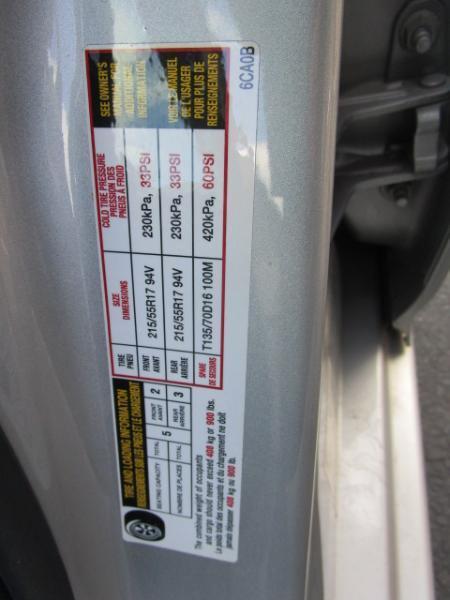 TIRE AND LOADING INFORMATION
RENSEIGNEMENTS SUR LES PNEUS ET LE CHARGEMENT
SEATING CAPACITY TOTAL 5 FRONT AVANT 2 REAR ARRIÈRE 3
NOMBRE DE PLACES TOTAL
The combined weight of occupants
and cargo should never exceed 408 kg or 900 lbs.
Le poids total des occupants et du chargement ne doit
jamais dépasser 408 kg ou 900 lb.
TIRE PNEU
SIZE DIMENSIONS
COLD TIRE PRESSURE
PRESSION DES
PNEUS À FROID
FRONT AVANT 215/55R17 94V 230kPa, 33PSI
REAR ARRIÈRE 215/55R17 94V 230kPa, 33PSI
SPARE DE SECOURS T135/70D16 100M 420kPa, 60PSI
SEE OWNER'S
MANUAL FOR
ADDITIONAL
INFORMATION
VOIR LE MANUEL
DE L'USAGER
POUR PLUS DE
RENSEIGNEMENTS
6CA0B